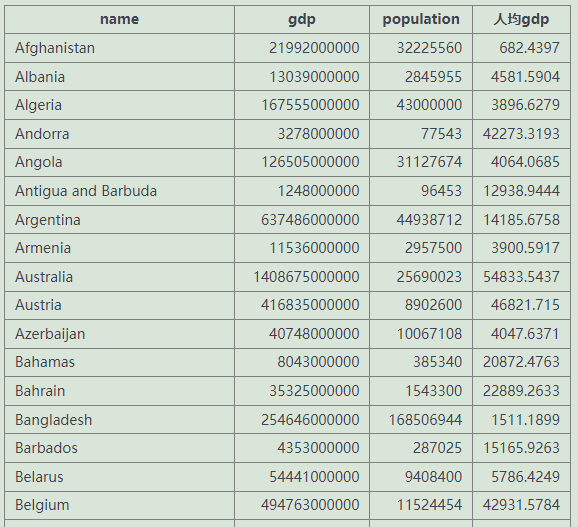 name gdp population 人均gdp
Afghanistan 21992000000 32225560 682.4397
Albania 13039000000 2845955 4581.5904
Algeria 167555000000 43000000 3896.6279
Andorra 3278000000 77543 42273.3193
Angola 126505000000 31127674 4064.0685
Antigua and Barbuda 1248000000 96453 12938.9444
Argentina 637486000000 44938712 14185.6758
Armenia 11536000000 2957500 3900.5917
Australia 1408675000000 25690023 54833.5437
Austria 416835000000 8902600 46821.715
Azerbaijan 40748000000 10067108 4047.6371
Bahamas 8043000000 385340 20872.4763
Bahrain 35325000000 1543300 22889.2633
Bangladesh 254646000000 168506944 1511.1899
Barbados 4353000000 287025 15165.9263
Belarus 54441000000 9408400 5786.4249
Belgium 494763000000 11524454 42931.5784